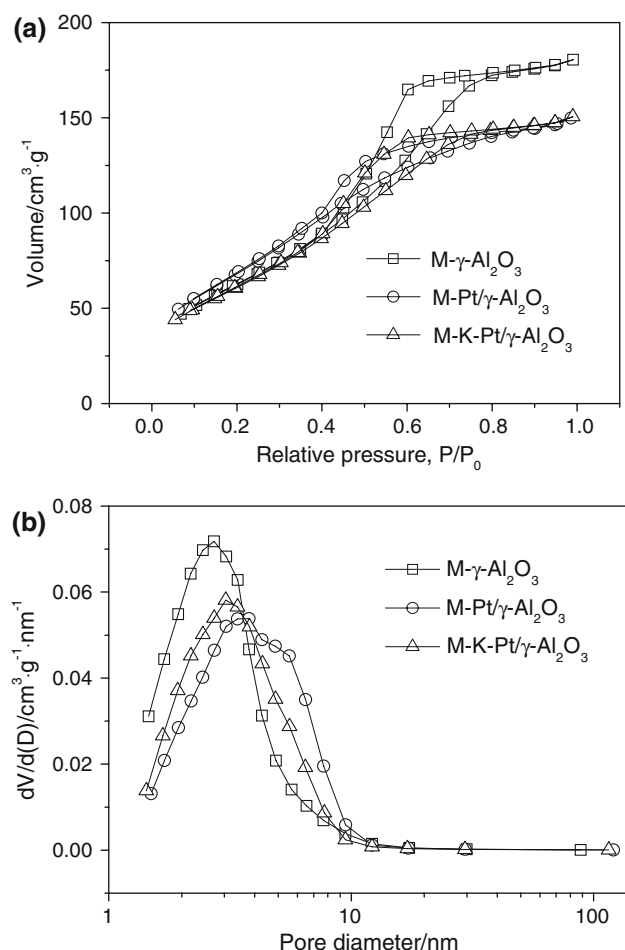 (a)
200
150
100
50
0
Volume/cm³·g⁻¹
M-γ-Al₂O₃
M-Pt/γ-Al₂O₃
M-K-Pt/γ-Al₂O₃
0.0 0.2 0.4 0.6 0.8 1.0
Relative pressure, P/P₀
(b)
0.08
0.06
0.04
0.02
0.00
dV/d(D)/cm³·g⁻¹·nm⁻¹
M-γ-Al₂O₃
M-Pt/γ-Al₂O₃
M-K-Pt/γ-Al₂O₃
1 10 100
Pore diameter/nm